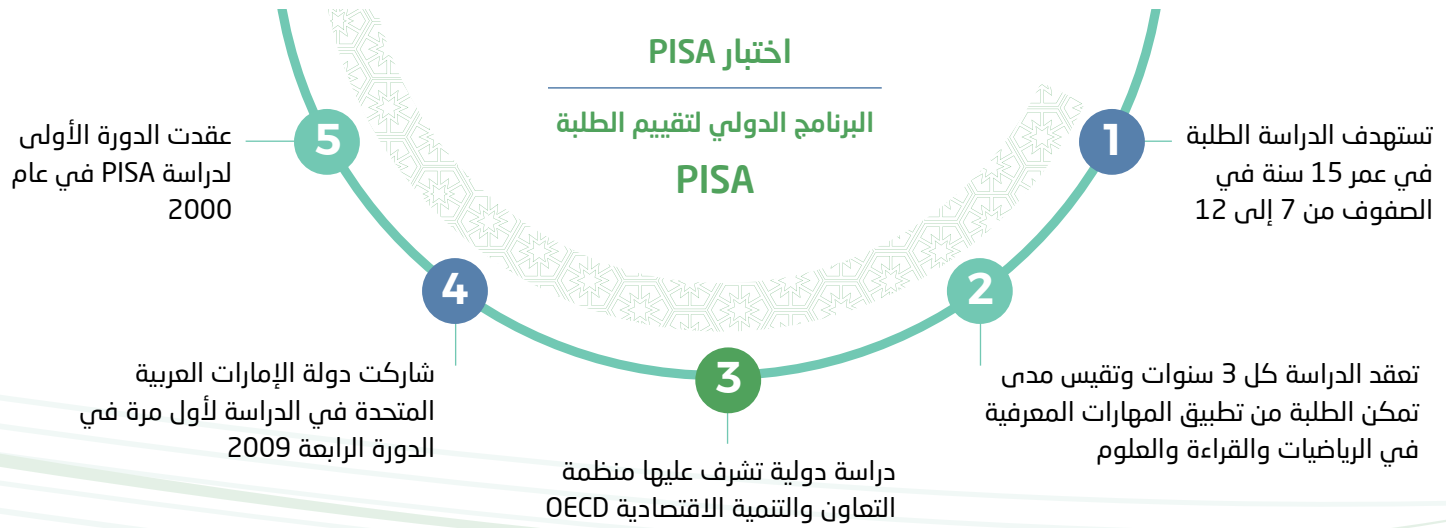 اختبار PISA
البرنامج الدولي لتقييم الطلبة
PISA
1
تستهدف الدراسة الطلبة
في عمر 15 سنة في
الصفوف من 7 إلى 12
2
تعقد الدراسة كل 3 سنوات وتقيس مدى
تمكن الطلبة من تطبيق المهارات المعرفية
في الرياضيات والقراءة والعلوم
3
دراسة دولية تشرف عليها منظمة
التعاون والتنمية الاقتصادية OECD
4
شاركت دولة الإمارات العربية
المتحدة في الدراسة لأول مرة في
الدورة الرابعة 2009
5
عقدت الدورة الأولى
لدراسة PISA في عام
2000